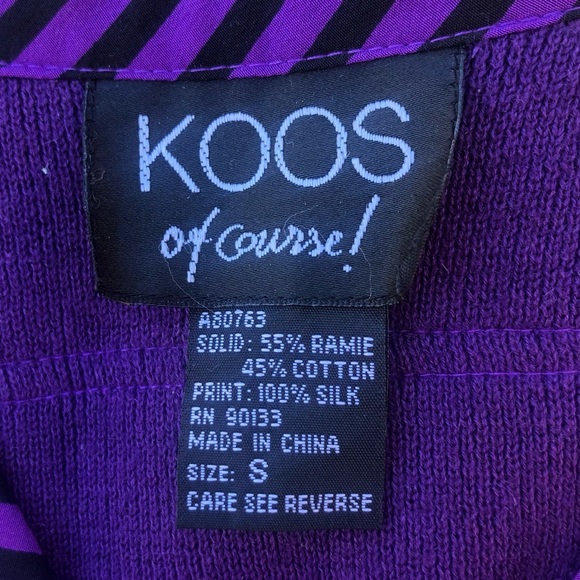 KOOS
of course!
A80763
SOLID: 55% RAMIE
45% COTTON
PRINT: 100% SILK
RN 90133
MADE IN CHINA
SIZE: S
CARE SEE REVERSE